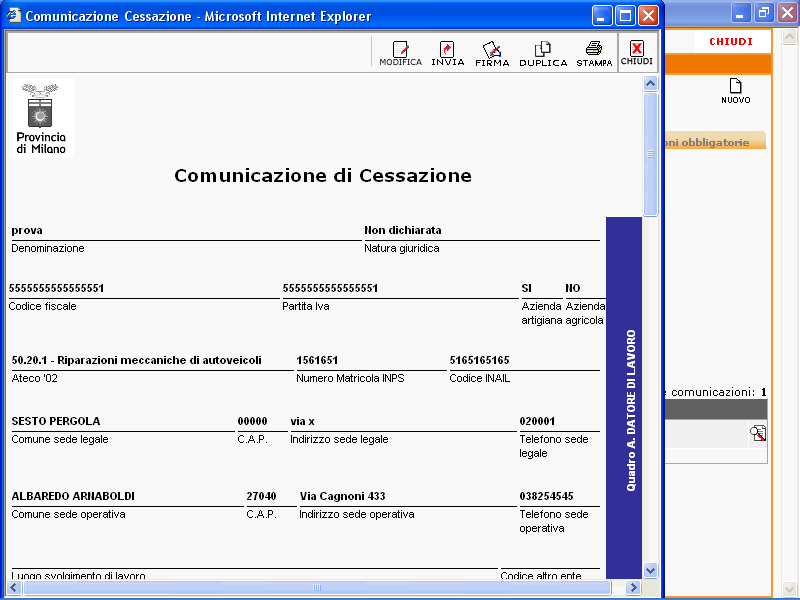 Comunicazione Cessazione - Microsoft Internet Explorer
CHIUDI
MODIFICA INVIA FIRMA DUPLICA STAMPA CHIUDI
NUOVO
Provincia
di Milano
oni obbligatorie
Comunicazione di Cessazione
prova Non dichiarata
Denominazione Natura giuridica
5555555555555551 5555555555555551 SI NO
Codice fiscale Partita Iva Azienda Azienda
artigiana agricola
50.20.1 - Riparazioni meccaniche di autoveicoli 1561651 5165165165
Ateco '02 Numero Matricola INPS Codice INAIL
Quadro A. DATORE DI LAVORO
e comunicazioni: 1
SESTO PERGOLA 00000 via x 020001
Comune sede legale C.A.P. Indirizzo sede legale Telefono sede
legale
ALBAREDO ARNABOLDI 27040 Via Cagnoni 433 038254545
Comune sede operativa C.A.P. Indirizzo sede operativa Telefono sede
operativa
Luogo svolgimento di lavoro Codice altro ente